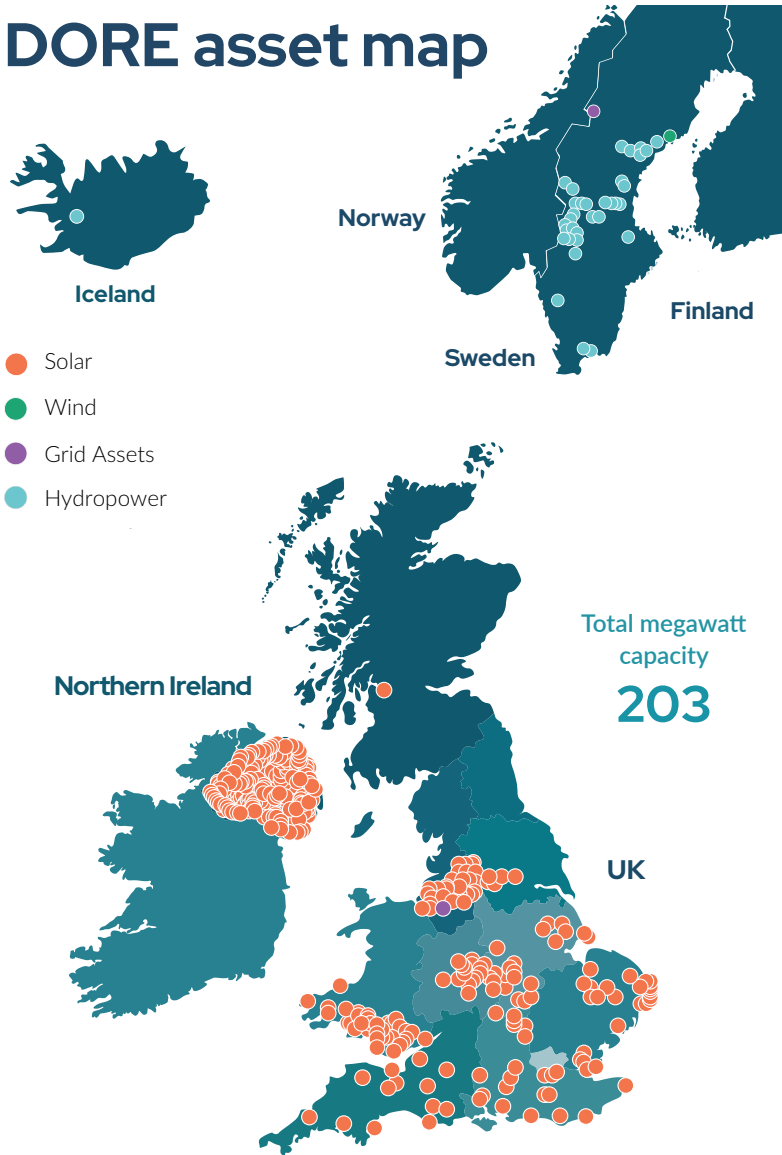 DORE asset map
Norway
Iceland
Finland
Sweden
Solar
Wind
Grid Assets
Hydropower
Total megawatt
capacity
203
Northern Ireland
UK